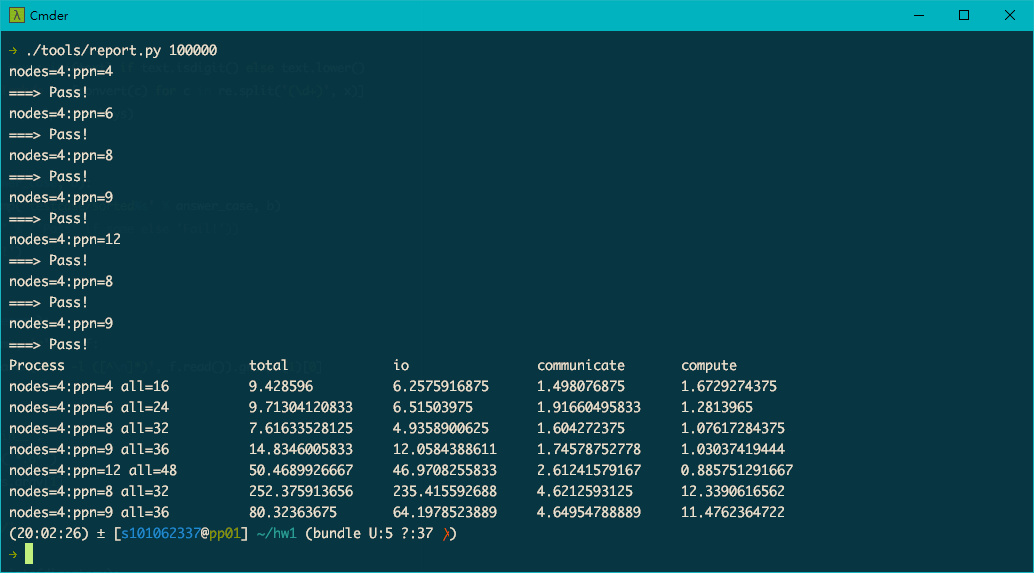 Cmder
→ ./tools/report.py 100000
nodes=4:ppn=4
===> Pass!
nodes=4:ppn=6
===> Pass!
nodes=4:ppn=8
===> Pass!
nodes=4:ppn=9
===> Pass!
nodes=4:ppn=12
===> Pass!
nodes=4:ppn=8
===> Pass!
nodes=4:ppn=9
===> Pass!
Process total io communicate compute
nodes=4:ppn=4 all=16 9.428596 6.2575916875 1.498076875 1.6729274375
nodes=4:ppn=6 all=24 9.71304120833 6.51503975 1.91660495833 1.2813965
nodes=4:ppn=8 all=32 7.61633528125 4.9358900625 1.604272375 1.07617284375
nodes=4:ppn=9 all=36 14.8346005833 12.0584388611 1.74578752778 1.03037419444
nodes=4:ppn=12 all=48 50.4689926667 46.9708255833 2.61241579167 0.885751291667
nodes=4:ppn=8 all=32 252.375913656 235.415592688 4.6212593125 12.3390616562
nodes=4:ppn=9 all=36 80.32363675 64.1978523889 4.64954788889 11.4762364722
(20:02:26) ± [s101062337@pp01] ~/hw1 (bundle U:5 ?:37 ✗)
→